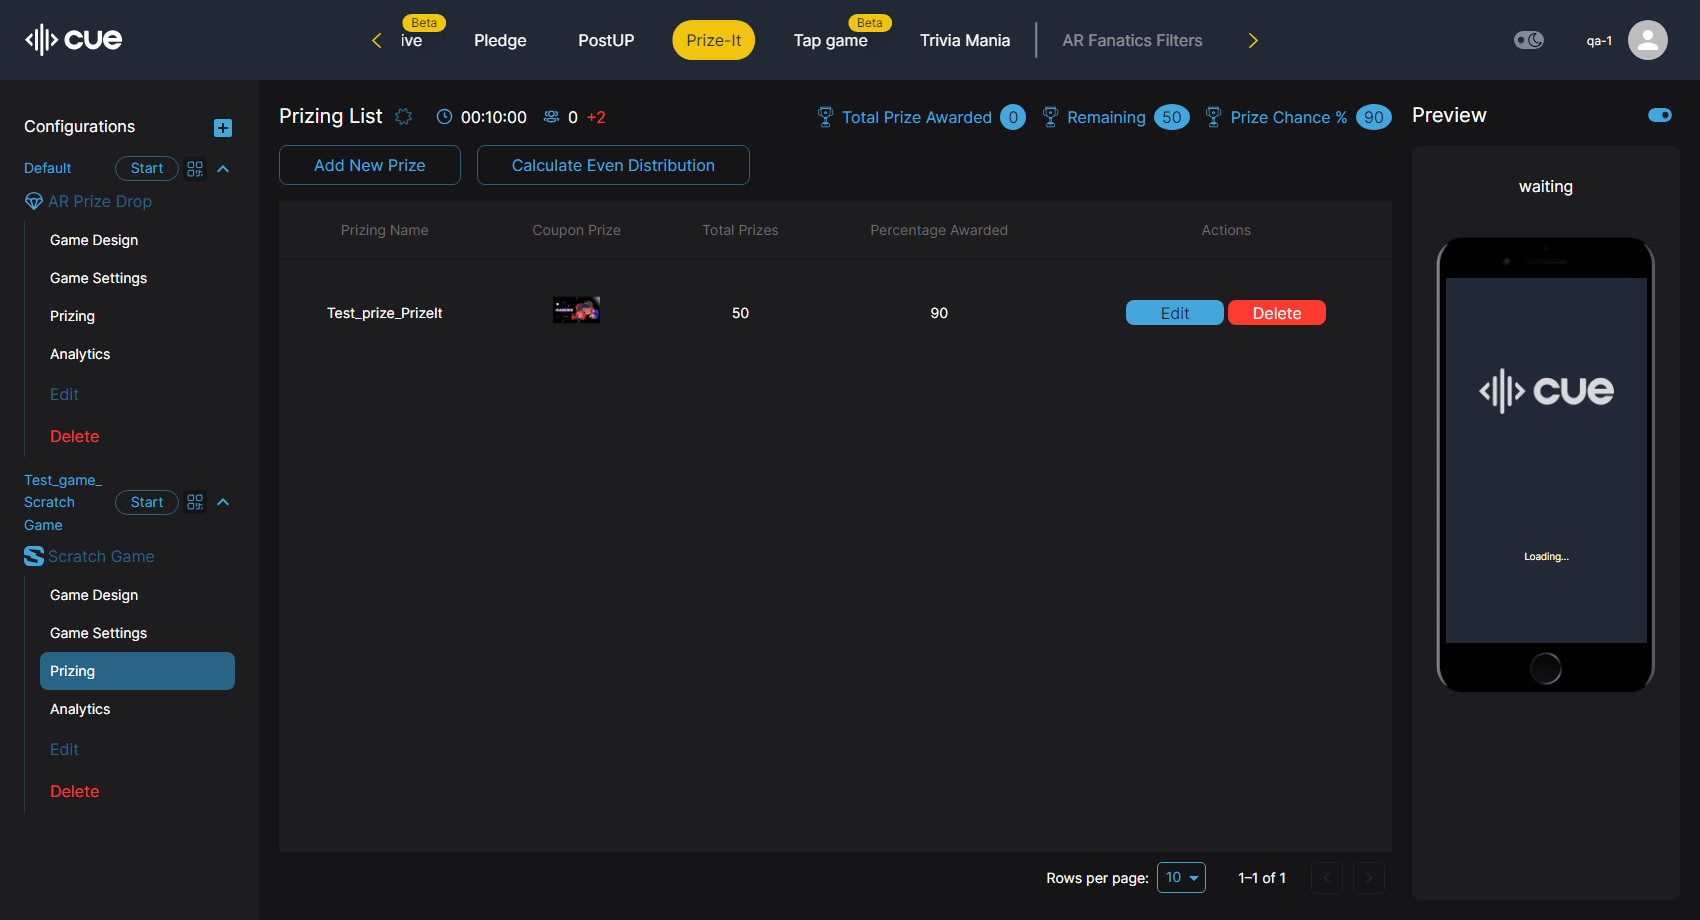 cue
Beta
ive
Pledge
PostUP
Prize-It
Beta
Tap game
Trivia Mania
AR Fanatics Filters
qa-1
Configurations
Default
Start
AR Prize Drop
Game Design
Game Settings
Prizing
Analytics
Edit
Delete
Test_game_
Scratch
Game
Start
Scratch Game
Game Design
Game Settings
Prizing
Analytics
Edit
Delete
Prizing List
00:10:00
0 +2
Total Prize Awarded 0
Remaining 50
Prize Chance % 90
Add New Prize
Calculate Even Distribution
Prizing Name
Coupon Prize
Total Prizes
Percentage Awarded
Actions
Test_prize_PrizeIt
50
90
Edit
Delete
Rows per page: 10
1–1 of 1
Preview
waiting
cue
Loading...